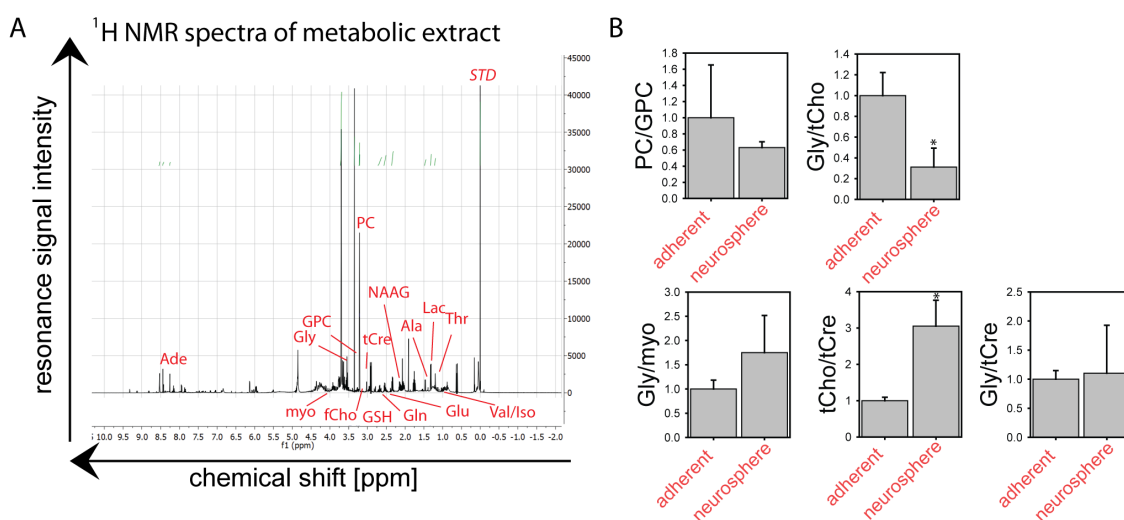 A
¹H NMR spectra of metabolic extract
resonance signal intensity
STD
PC
NAAG
GPC
Gly
tCre
Ala
Lac
Thr
Ade
myo
fCho
GSH
Gln
Glu
Val/Iso
45000
40000
35000
30000
25000
20000
15000
10000
5000
0
10.0 9.5 9.0 8.5 8.0 7.5 7.0 6.5 6.0 5.5 5.0 4.5 4.0 3.5 3.0 2.5 2.0 1.5 1.0 0.5 0.0 -0.5 -1.0 -1.5 -2.0
f1 (ppm)
chemical shift [ppm]
B
PC/GPC
1.8
1.6
1.4
1.2
1.0
0.8
0.6
0.4
0.2
0.0
adherent
neurosphere
Gly/tCho
1.4
1.2
1.0
0.8
0.6
0.4
0.2
0.0
*
adherent
neurosphere
Gly/myo
3.0
2.5
2.0
1.5
1.0
0.5
0.0
adherent
neurosphere
tCho/tCre
4
3
2
1
0
*
adherent
neurosphere
Gly/tCre
2.5
2.0
1.5
1.0
0.5
0.0
adherent
neurosphere